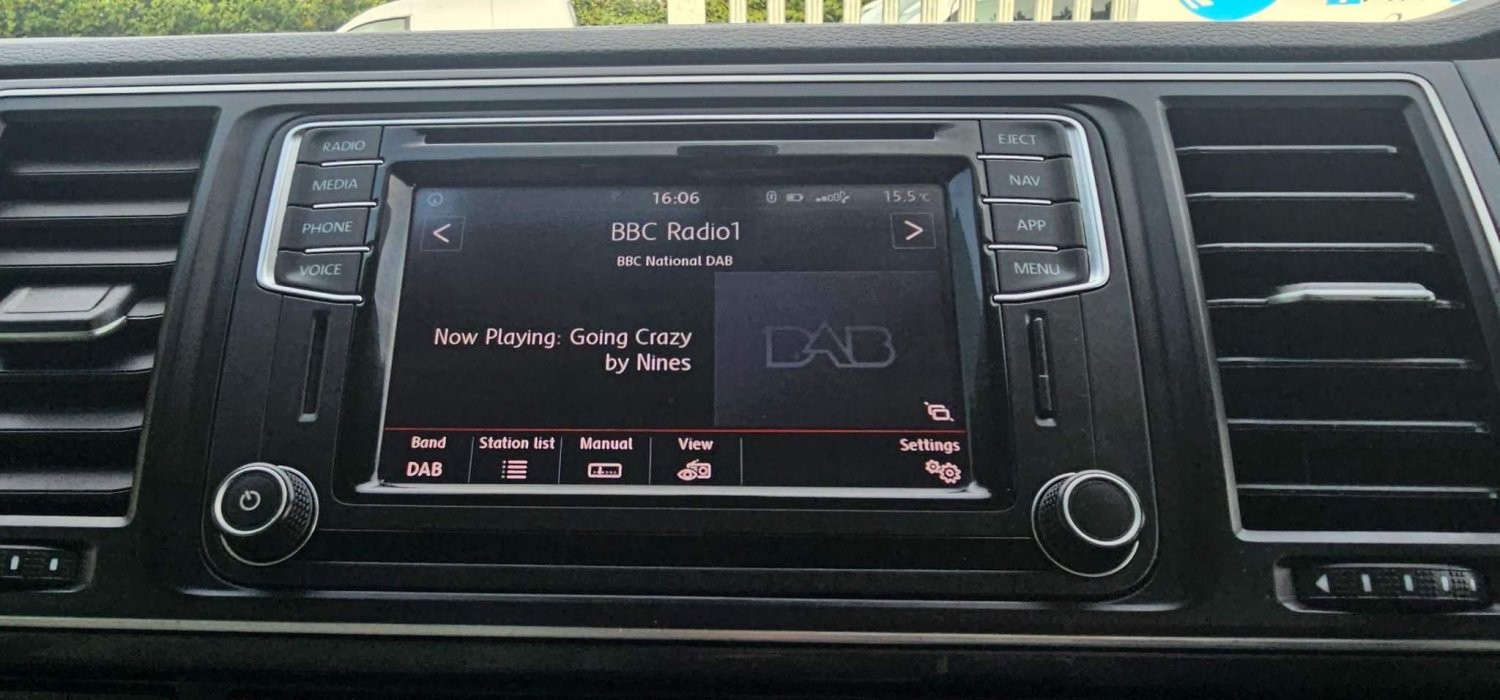 RADIO
MEDIA
PHONE
VOICE
EJECT
NAV
APP
MENU
16:06
15.5 °C
< BBC Radio1 >
BBC National DAB
Now Playing: Going Crazy
by Nines
DAB
Band
DAB
Station list
Manual
View
Settings